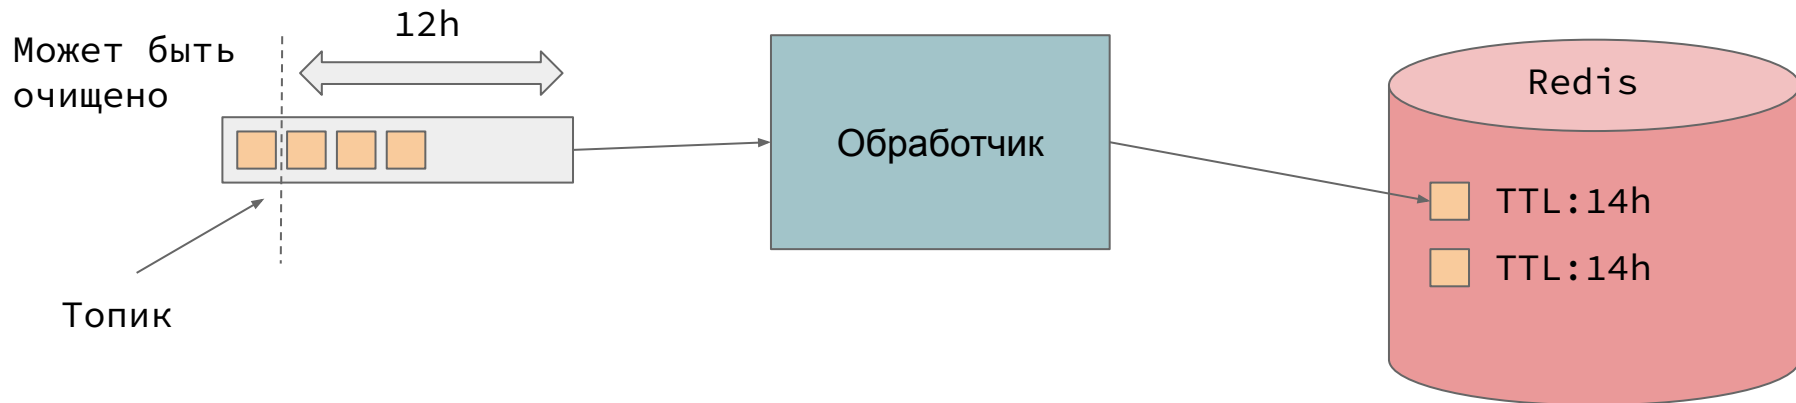 12h
Может быть
очищено
Redis
Обработчик
TTL:14h
TTL:14h
Топик